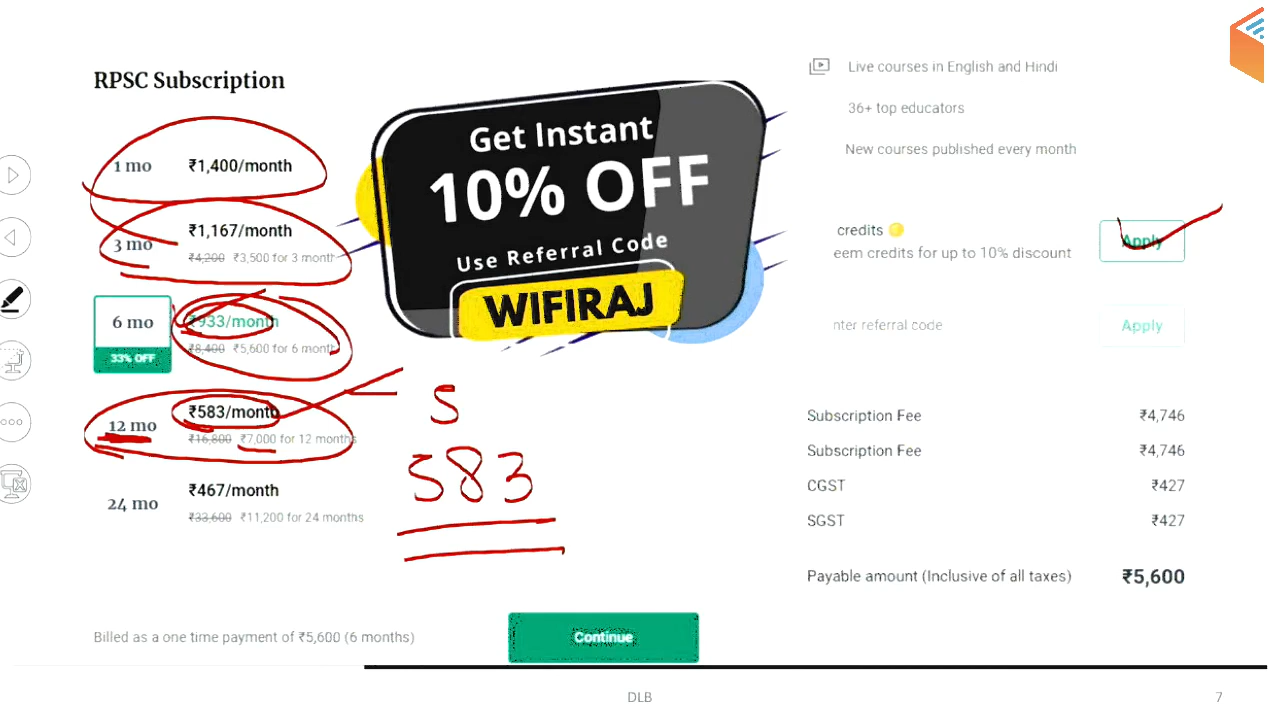 RPSC Subscription
1 mo ₹1,400/month
3 mo ₹1,167/month
₹4,200 ₹3,500 for 3 month
6 mo ₹933/month
33% OFF ₹8,400 ₹5,600 for 6 month
12 mo ₹583/month
₹16,800 ₹7,000 for 12 months
24 mo ₹467/month
₹33,600 ₹11,200 for 24 months
Billed as a one time payment of ₹5,600 (6 months)
Continue
Get Instant
10% OFF
Use Referral Code
WIFIRAJ
5
583
Live courses in English and Hindi
36+ top educators
New courses published every month
credits Apply
eem credits for up to 10% discount
nter referral code Apply
Subscription Fee ₹4,746
Subscription Fee ₹4,746
CGST ₹427
SGST ₹427
Payable amount (Inclusive of all taxes) ₹5,600
DLB 7